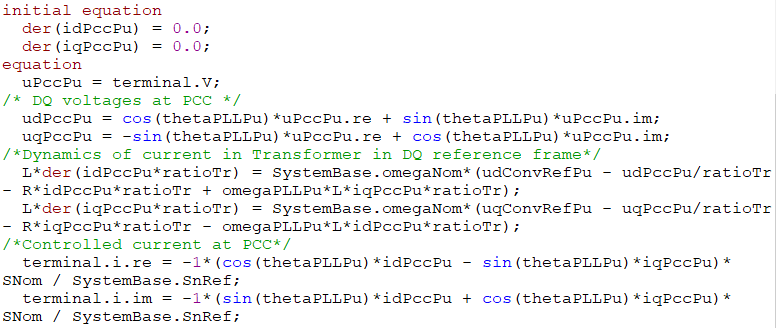 initial equation
der(idPccPu) = 0.0;
der(iqPccPu) = 0.0;
equation
uPccPu = terminal.V;
/* DQ voltages at PCC */
udPccPu = cos(thetaPLLPu)*uPccPu.re + sin(thetaPLLPu)*uPccPu.im;
uqPccPu = -sin(thetaPLLPu)*uPccPu.re + cos(thetaPLLPu)*uPccPu.im;
/*Dynamics of current in Transformer in DQ reference frame*/
L*der(idPccPu*ratioTr) = SystemBase.omegaNom*(udConvRefPu - udPccPu/ratioTr
- R*idPccPu*ratioTr + omegaPLLPu*L*iqPccPu*ratioTr);
L*der(iqPccPu*ratioTr) = SystemBase.omegaNom*(uqConvRefPu - uqPccPu/ratioTr
- R*iqPccPu*ratioTr - omegaPLLPu*L*idPccPu*ratioTr);
/*Controlled current at PCC*/
terminal.i.re = -1*(cos(thetaPLLPu)*idPccPu - sin(thetaPLLPu)*iqPccPu)*
SNom / SystemBase.SnRef;
terminal.i.im = -1*(sin(thetaPLLPu)*idPccPu + cos(thetaPLLPu)*iqPccPu)*
SNom / SystemBase.SnRef;